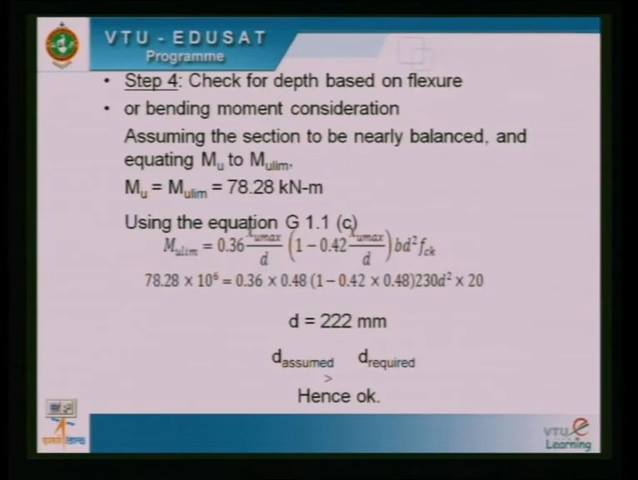 VTU - EDUSAT
Programme
• Step 4: Check for depth based on flexure
• or bending moment consideration
Assuming the section to be nearly balanced, and
equating Mu to Mulim,
Mu = Mulim = 78.28 kN-m
Using the equation G 1.1 (c)
Mulim = 0.36 xumax/d (1 − 0.42 xumax/d) bd² fck
78.28 × 10⁶ = 0.36 × 0.48 (1 − 0.42 × 0.48)230d² × 20
d = 222 mm
dassumed drequired
>
Hence ok.
VTU e
Learning